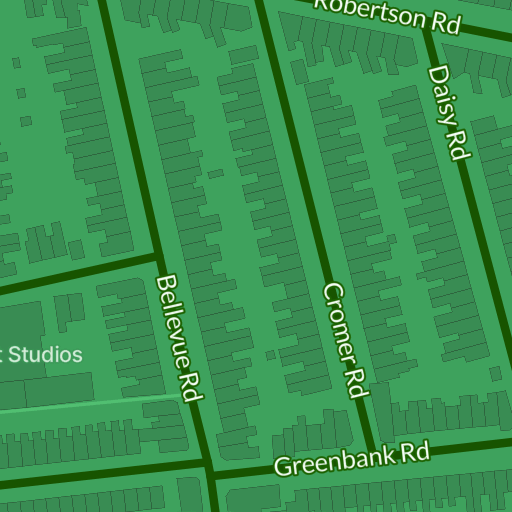 Robertson Rd
Daisy Rd
Bellevue Rd
Cromer Rd
t Studios
Greenbank Rd